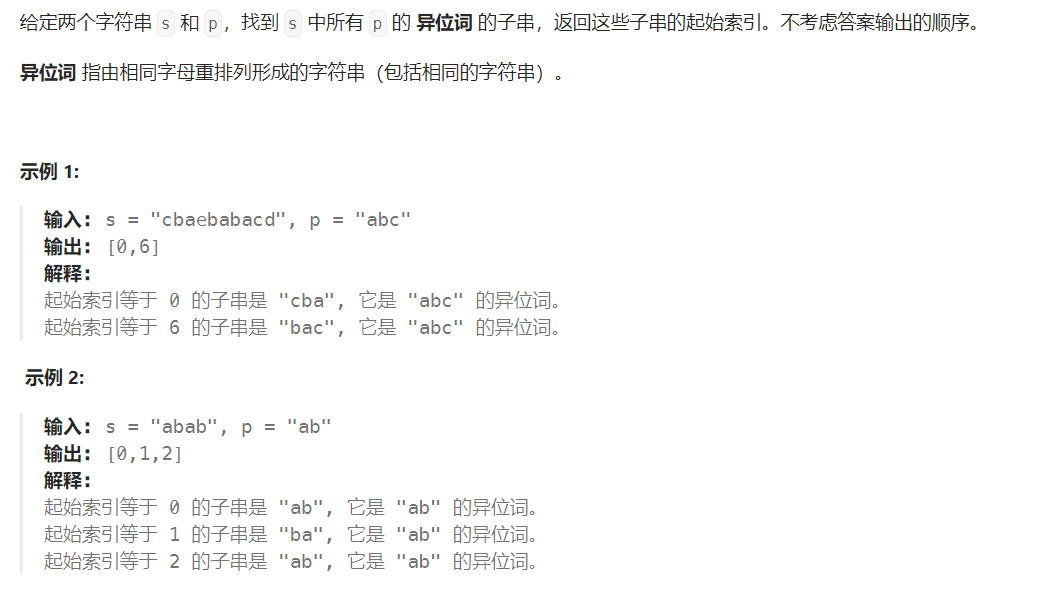 给定两个字符串 s 和 p，找到 s 中所有 p 的 异位词 的子串，返回这些子串的起始索引。不考虑答案输出的顺序。
异位词 指由相同字母重排列形成的字符串（包括相同的字符串）。
示例 1:
输入: s = "cbaebabacd", p = "abc"
输出: [0,6]
解释:
起始索引等于 0 的子串是 "cba", 它是 "abc" 的异位词。
起始索引等于 6 的子串是 "bac", 它是 "abc" 的异位词。
示例 2:
输入: s = "abab", p = "ab"
输出: [0,1,2]
解释:
起始索引等于 0 的子串是 "ab", 它是 "ab" 的异位词。
起始索引等于 1 的子串是 "ba", 它是 "ab" 的异位词。
起始索引等于 2 的子串是 "ab", 它是 "ab" 的异位词。